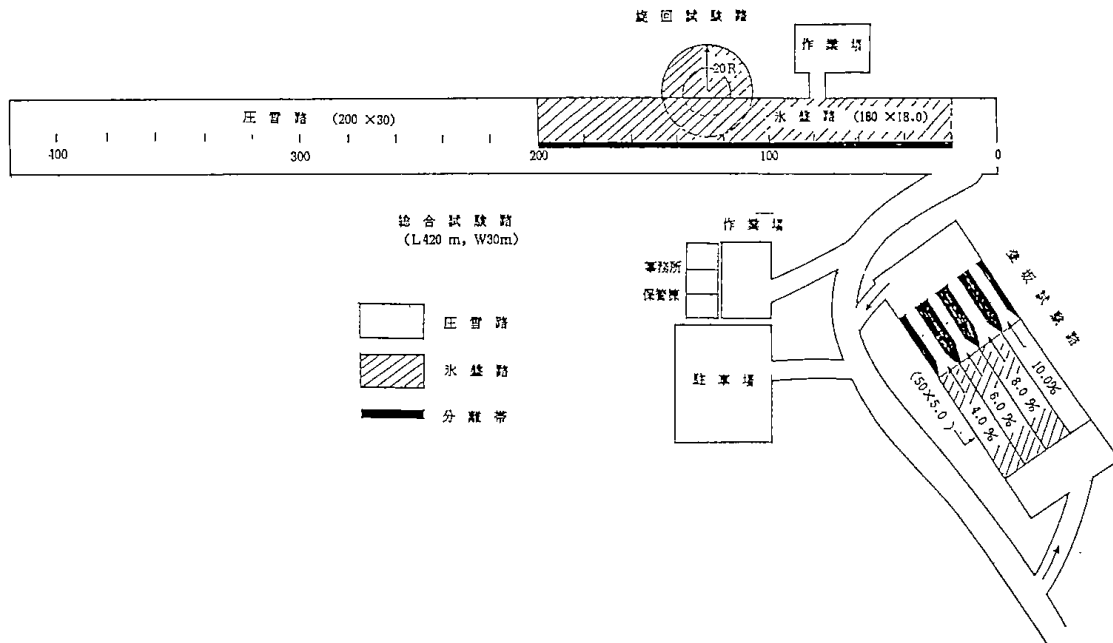 旋回試験路
作業場
20R
圧雪路 (200×30)
氷盤路 (180×18.0)
400
300
200
100
0
総合試験路
(L420 m, W30m)
作業場
事務所
保管棟
駐車場
圧雪路
氷盤路
分離帯
登坂試験路
(50×5.0)
4.0%
6.0%
8.0%
10.0%